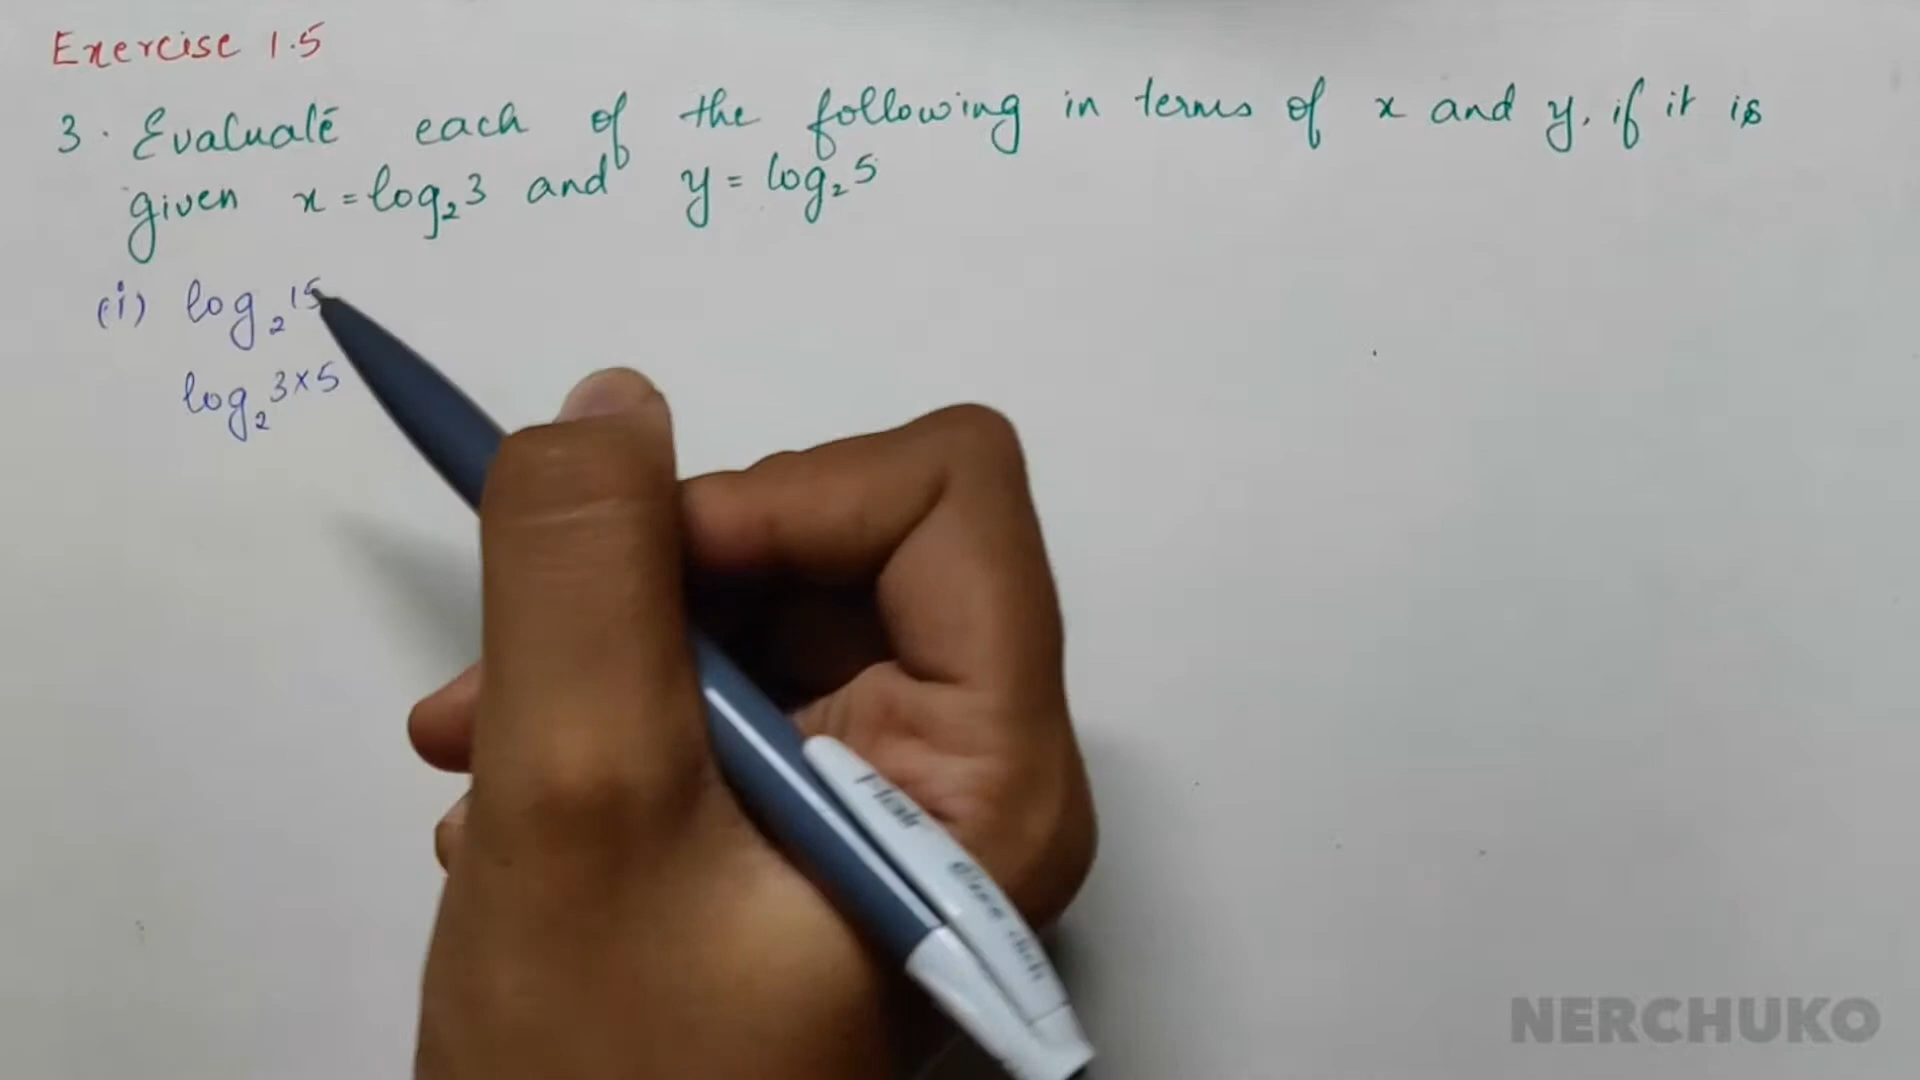 Exercise 1.5
3. Evaluate each of the following in terms of x and y, if it is
given x = log₂3 and y = log₂5
(i) log₂15
log₂3×5
NERCHUKO